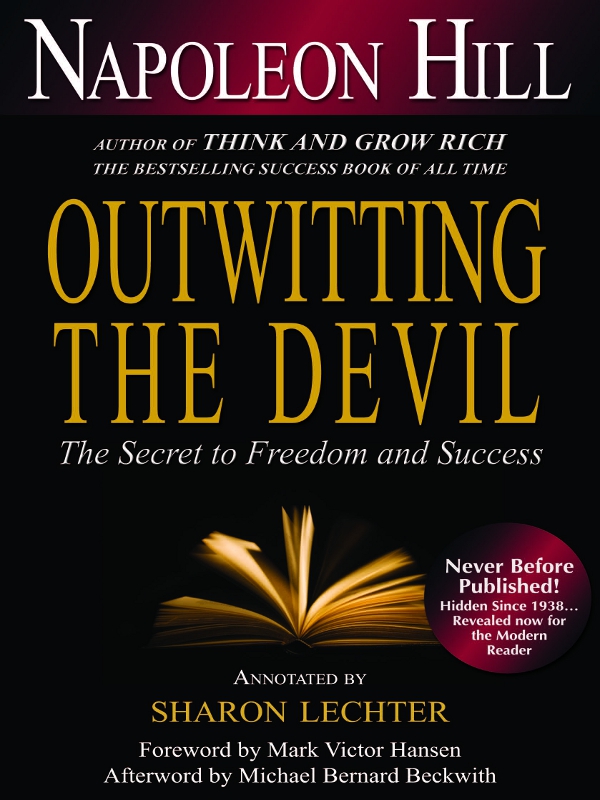 NAPOLEON HILL
AUTHOR OF THINK AND GROW RICH
THE BESTSELLING SUCCESS BOOK OF ALL TIME
OUTWITTING
THE DEVIL
The Secret to Freedom and Success
Never Before
Published!
Hidden Since 1938...
Revealed now for
the Modern
Reader
ANNOTATED BY
SHARON LECHTER
Foreword by Mark Victor Hansen
Afterword by Michael Bernard Beckwith